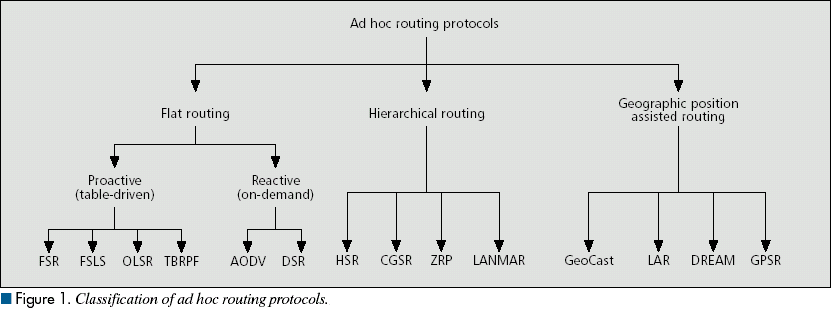 Ad hoc routing protocols
Flat routing
Hierarchical routing
Geographic position
assisted routing
Proactive
(table-driven)
Reactive
(on-demand)
FSR FSLS OLSR TBRPF AODV DSR HSR CGSR ZRP LANMAR GeoCast LAR DREAM GPSR
Figure 1. Classification of ad hoc routing protocols.